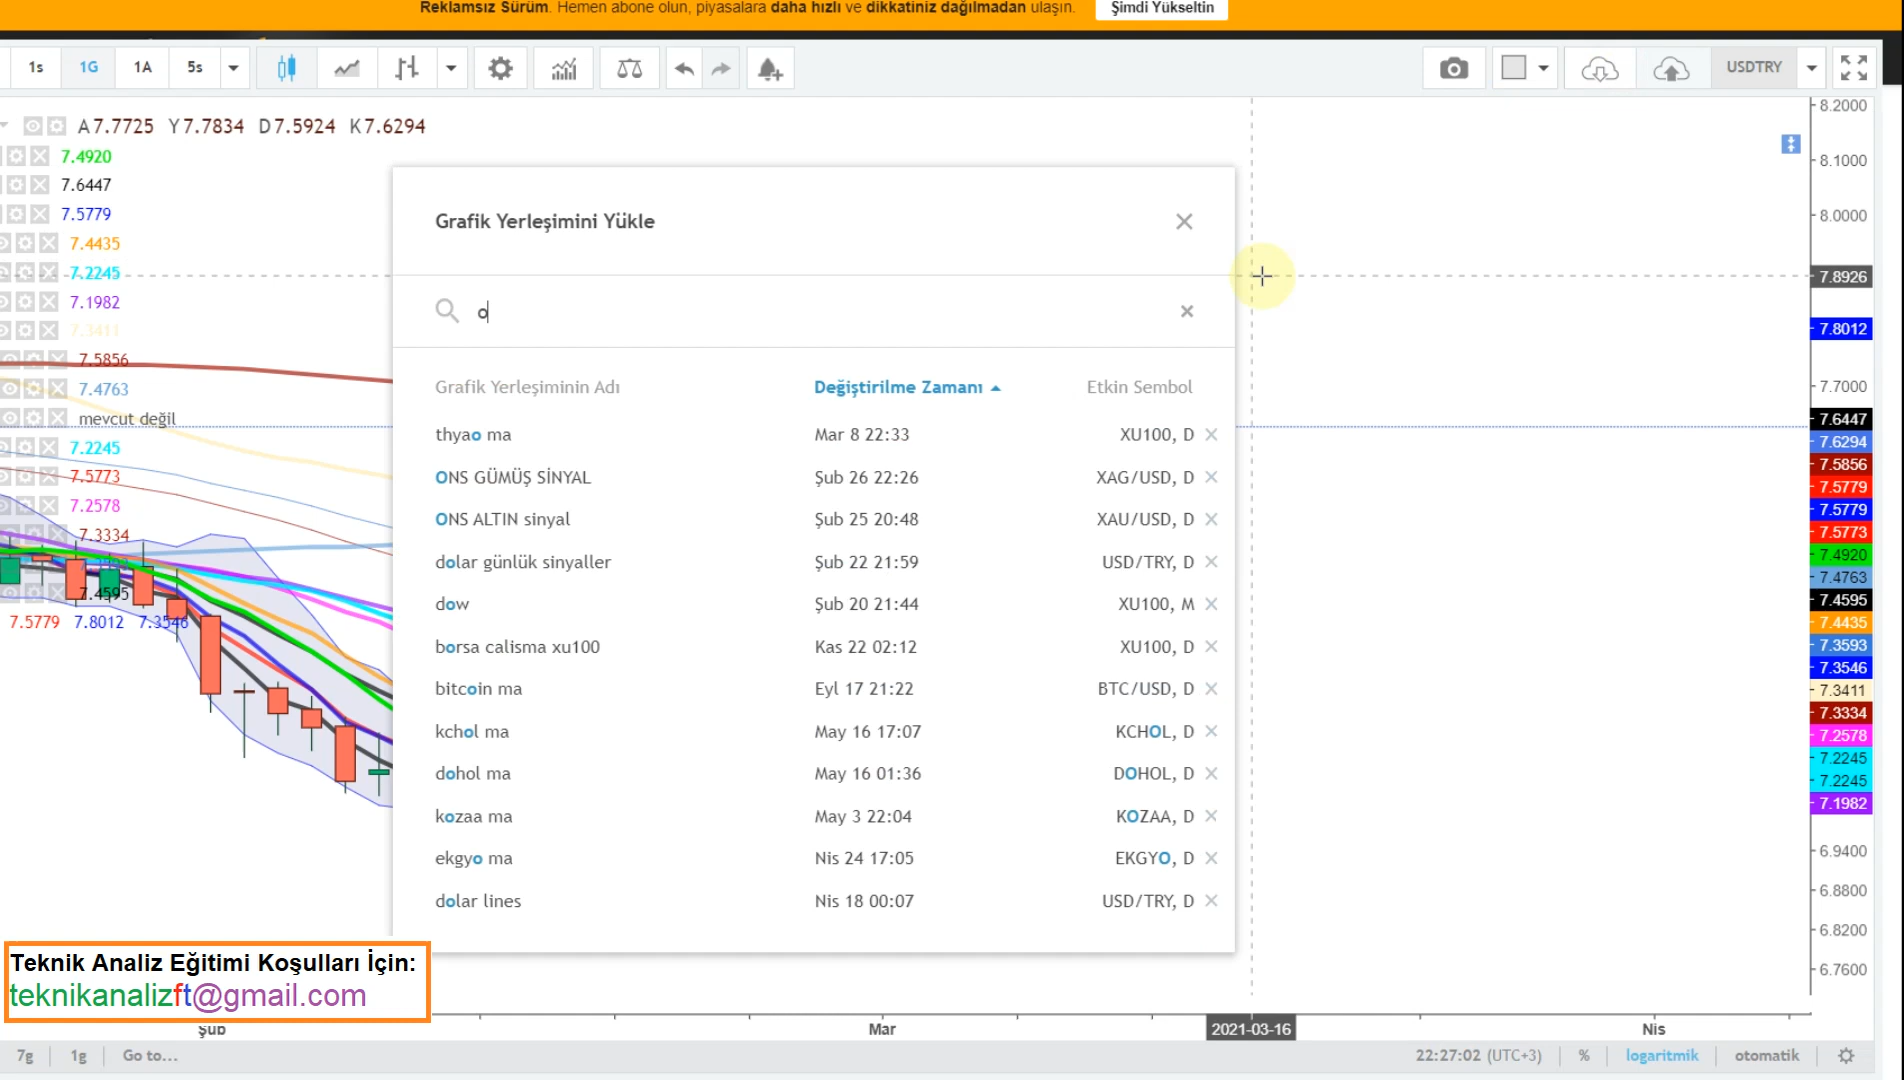 Reklamsız Sürüm. Hemen abone olun, piyasalara daha hızlı ve dikkatiniz dağılmadan ulaşın. Şimdi Yükseltin
1s 1G 1A 5s USDTRY
A7.7725 Y7.7834 D7.5924 K7.6294
7.4920
7.6447
7.5779
7.4435
7.2245
7.1982
7.3411
7.5856
7.4763
mevcut değil
7.2245
7.5773
7.2578
7.3334
7.4595
7.5779 7.8012 7.3546
Grafik Yerleşimini Yükle
o
Grafik Yerleşiminin Adı Değiştirilme Zamanı Etkin Sembol
thyao ma Mar 8 22:33 XU100, D
ONS GÜMÜŞ SİNYAL Şub 26 22:26 XAG/USD, D
ONS ALTIN sinyal Şub 25 20:48 XAU/USD, D
dolar günlük sinyaller Şub 22 21:59 USD/TRY, D
dow Şub 20 21:44 XU100, M
borsa calisma xu100 Kas 22 02:12 XU100, D
bitcoin ma Eyl 17 21:22 BTC/USD, D
kchol ma May 16 17:07 KCHOL, D
dohol ma May 16 01:36 DOHOL, D
kozaa ma May 3 22:04 KOZAA, D
ekgyo ma Nis 24 17:05 EKGYO, D
dolar lines Nis 18 00:07 USD/TRY, D
8.2000
8.1000
8.0000
7.8926
7.8012
7.7000
7.6447
7.6294
7.5856
7.5779
7.5779
7.5773
7.4920
7.4763
7.4595
7.4435
7.3593
7.3546
7.3411
7.3334
7.2578
7.2245
7.2245
7.1982
6.9400
6.8800
6.8200
6.7600
Teknik Analiz Eğitimi Koşulları İçin:
teknikanalizft@gmail.com
Şub Mar 2021-03-16 Nis
7g 1g Go to... 22:27:02 (UTC+3) % logaritmik otomatik